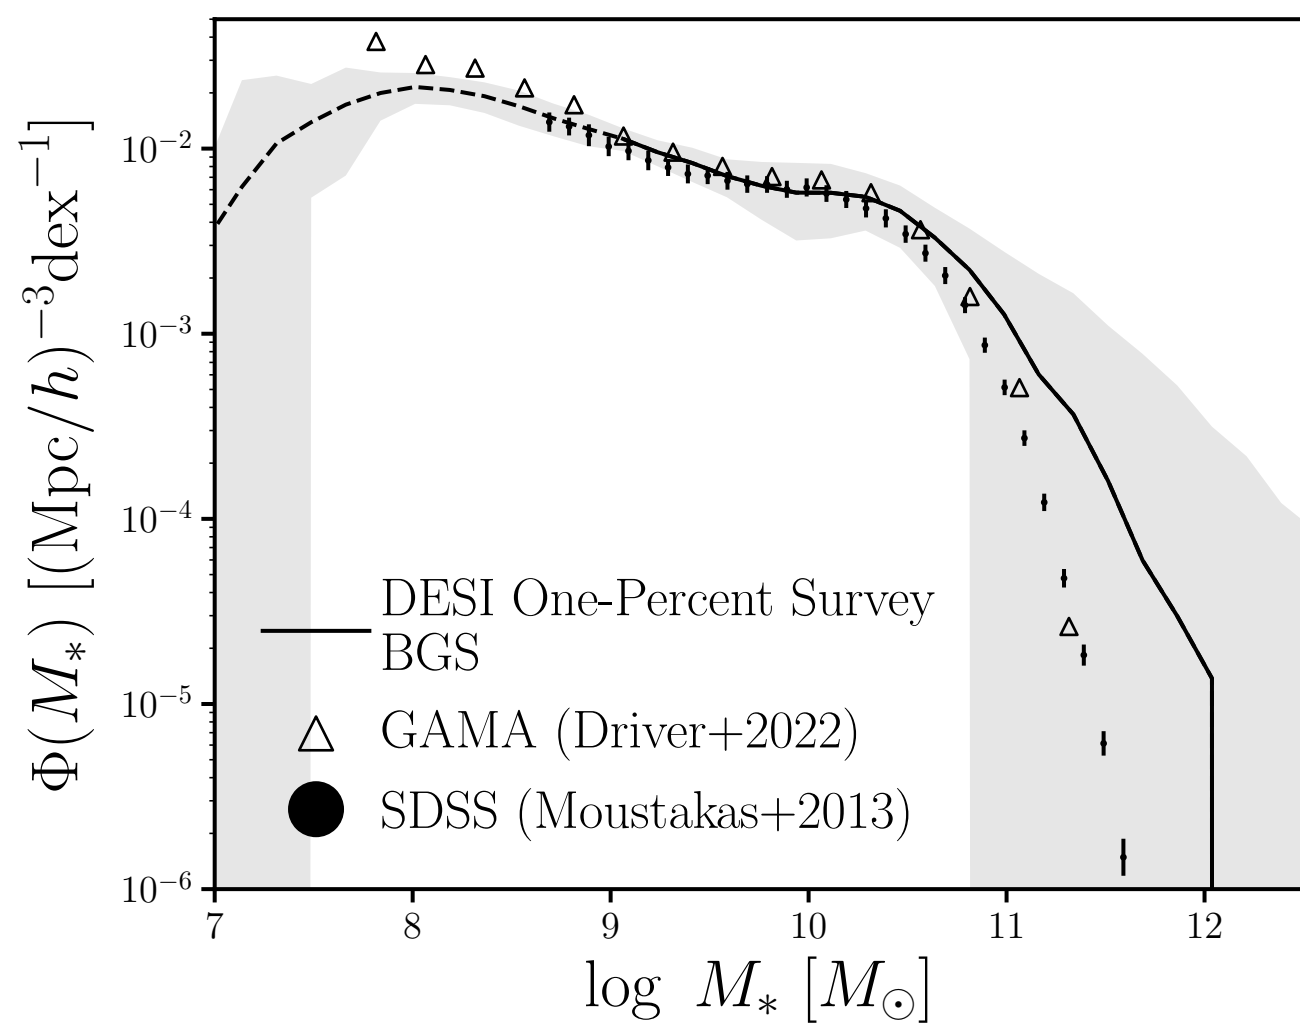 Φ(M∗) [(Mpc/h)⁻³dex⁻¹]
10⁻²
10⁻³
10⁻⁴
10⁻⁵
10⁻⁶
DESI One-Percent Survey
BGS
GAMA (Driver+2022)
SDSS (Moustakas+2013)
7 8 9 10 11 12
log M∗ [M⊙]